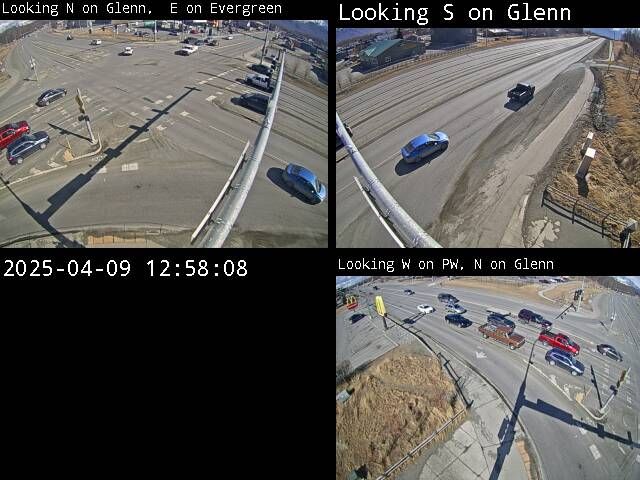 Looking N on Glenn,  E on Evergreen
Looking S on Glenn
2025-04-09 12:58:08
Looking W on PW, N on Glenn